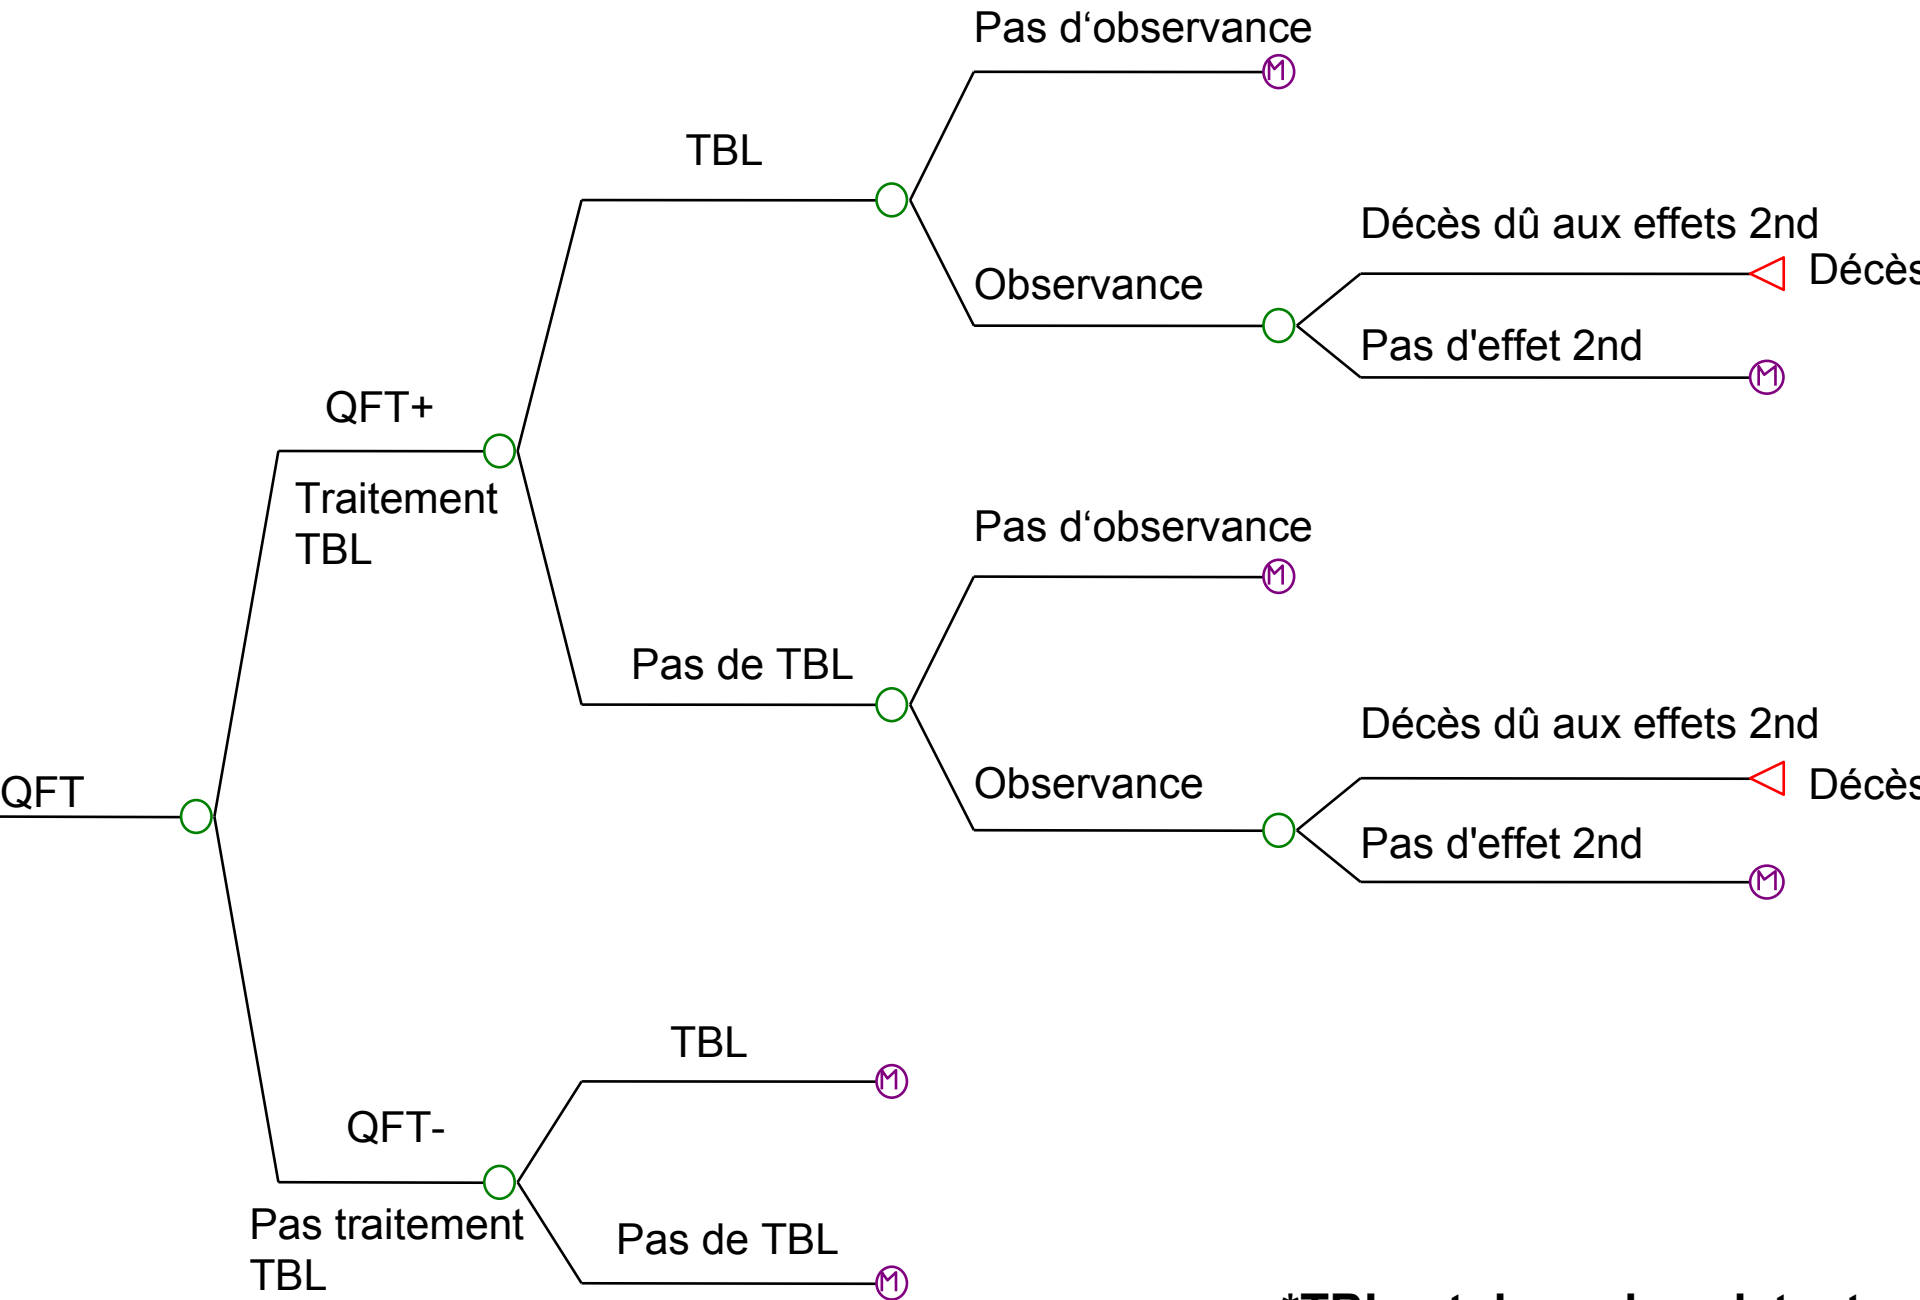 Pas d‘observance
TBL
Décès dû aux effets 2nd
Décès
Observance
Pas d'effet 2nd
QFT+
Traitement
TBL
Pas d‘observance
Pas de TBL
Décès dû aux effets 2nd
Décès
QFT
Observance
Pas d'effet 2nd
TBL
QFT-
Pas traitement
TBL
Pas de TBL
M
M
M
M
M
M